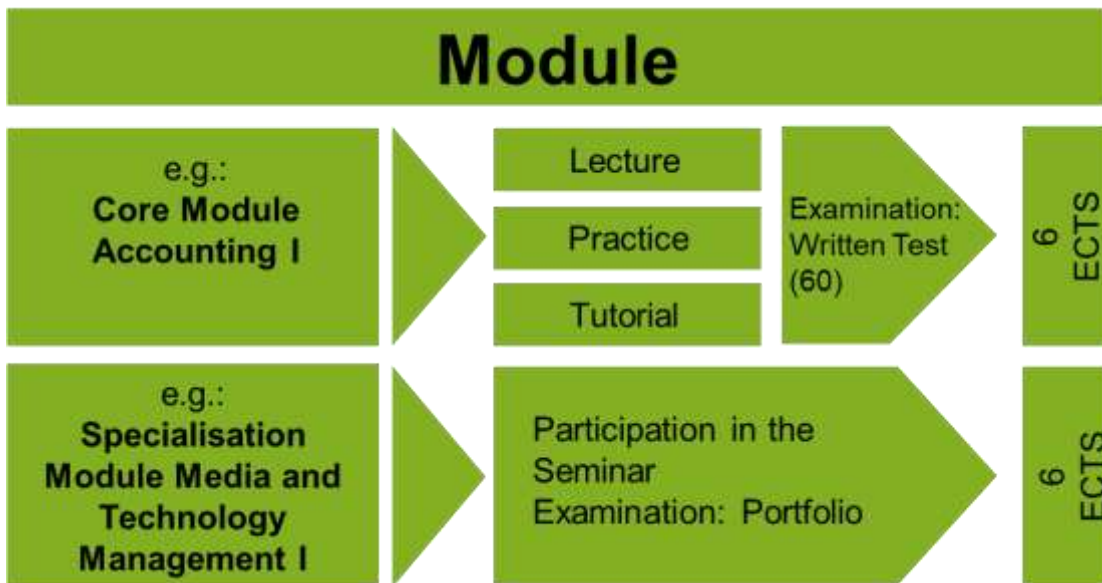 Module
e.g.:
Core Module
Accounting I
Lecture
Practice
Tutorial
Examination:
Written Test
(60)
6
ECTS
e.g.:
Specialisation
Module Media and
Technology
Management I
Participation in the
Seminar
Examination: Portfolio
6
ECTS